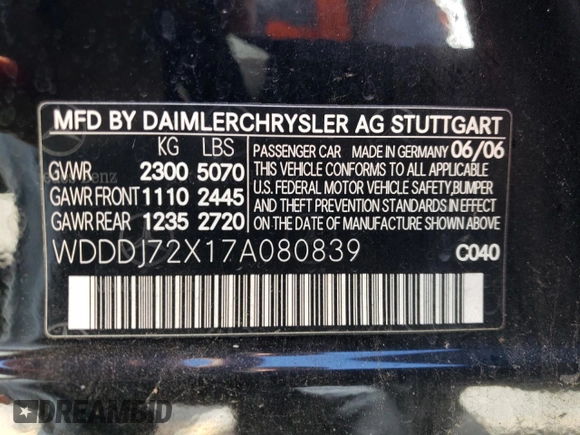 MFD BY DAIMLERCHRYSLER AG STUTTGART
KG LBS
GVWR 2300 5070
GAWR FRONT 1110 2445
GAWR REAR 1235 2720
PASSENGER CAR MADE IN GERMANY 06/06
THIS VEHICLE CONFORMS TO ALL APPLICABLE
U.S. FEDERAL MOTOR VEHICLE SAFETY, BUMPER
AND THEFT PREVENTION STANDARDS IN EFFECT
ON THE DATE OF MANUFACTURE SHOWN ABOVE.
WDDDJ72X17A080839
C040
DREAMBID